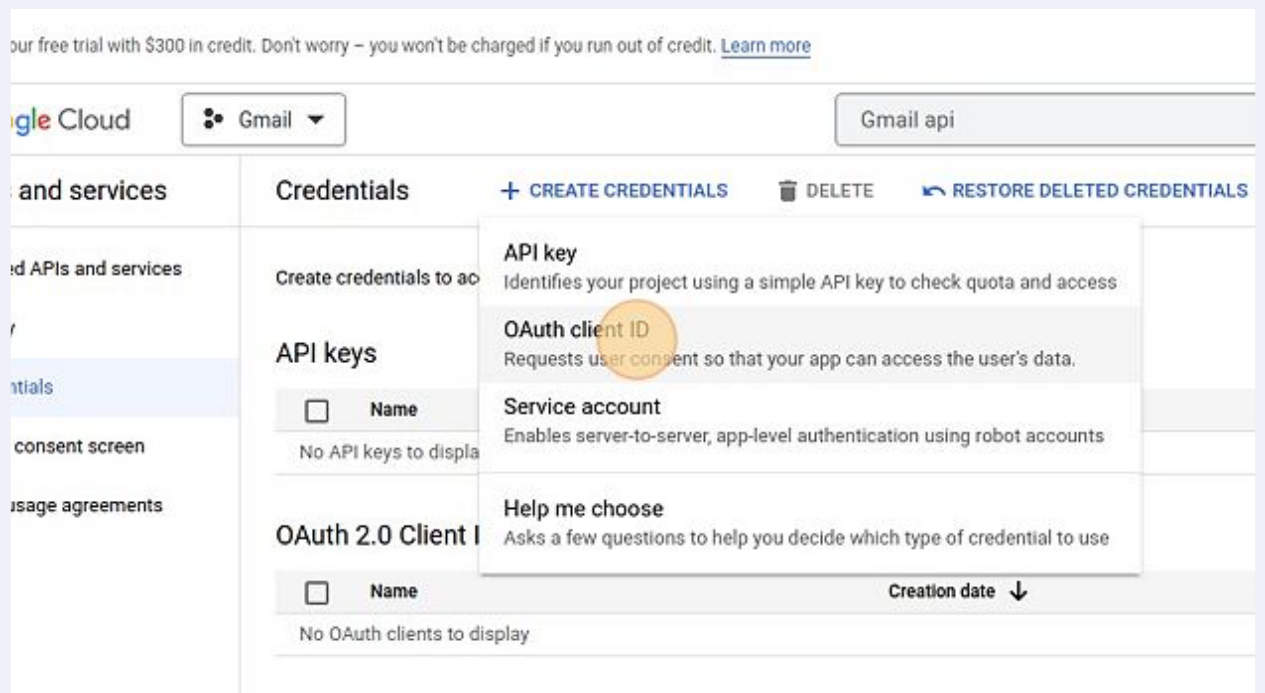 our free trial with $300 in credit. Don't worry – you won't be charged if you run out of credit. Learn more
gle Cloud Gmail Gmail api
and services Credentials + CREATE CREDENTIALS DELETE RESTORE DELETED CREDENTIALS
ed APIs and services
ntials
consent screen
usage agreements
Create credentials to ac
API key
Identifies your project using a simple API key to check quota and access
OAuth client ID
Requests user consent so that your app can access the user's data.
Service account
Enables server-to-server, app-level authentication using robot accounts
Help me choose
Asks a few questions to help you decide which type of credential to use
API keys
Name
No API keys to displa
OAuth 2.0 Client I
Name Creation date
No OAuth clients to display